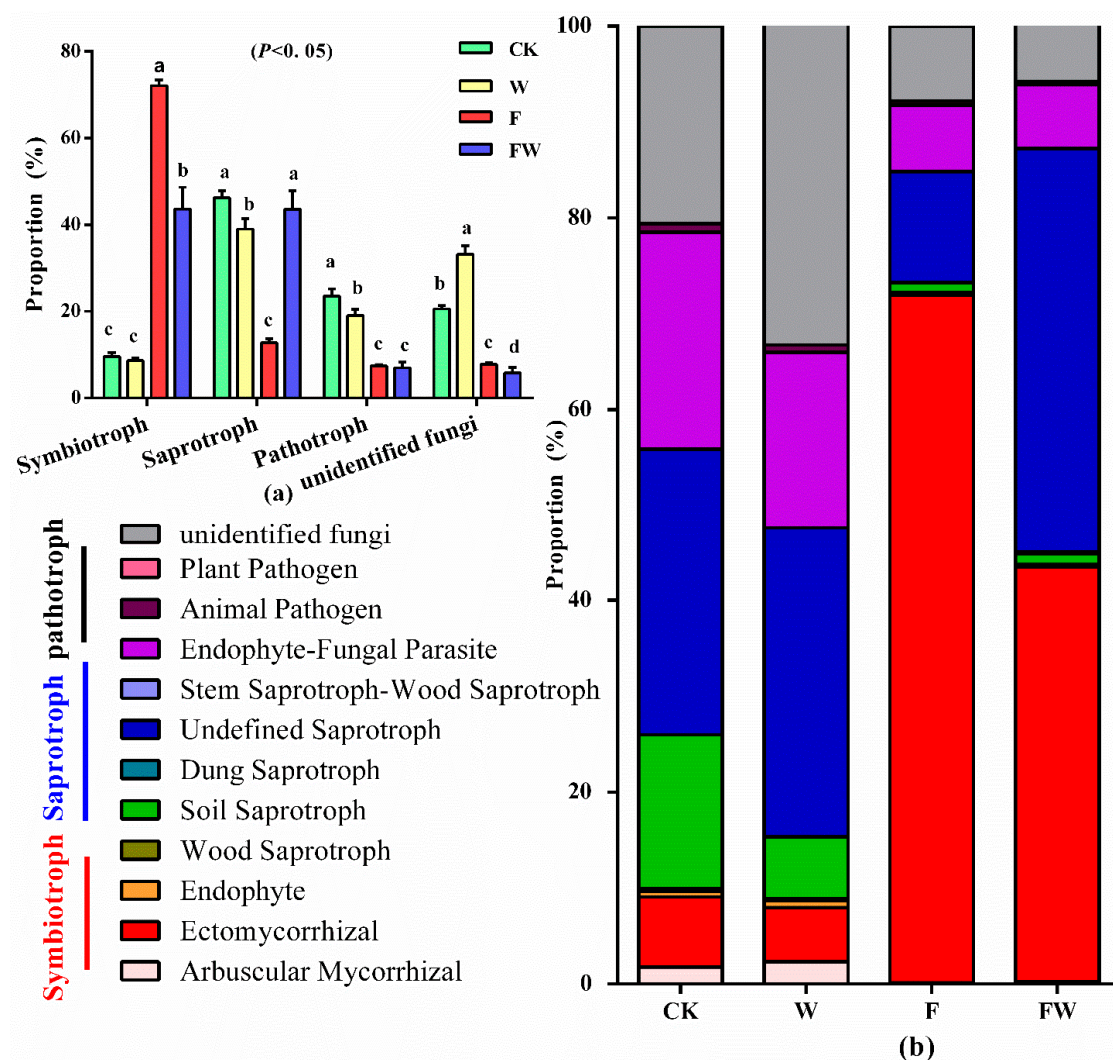 (P<0. 05)
CK
W
F
FW
Proportion (%)
80
60
40
20
0
c
c
a
b
a
b
c
a
a
b
c
c
b
a
c
d
Symbiotroph
Saprotroph
Pathotroph
unidentified fungi
(a)
pathotroph
Saprotroph
Symbiotroph
unidentified fungi
Plant Pathogen
Animal Pathogen
Endophyte-Fungal Parasite
Stem Saprotroph-Wood Saprotroph
Undefined Saprotroph
Dung Saprotroph
Soil Saprotroph
Wood Saprotroph
Endophyte
Ectomycorrhizal
Arbuscular Mycorrhizal
Proportion (%)
100
80
60
40
20
0
CK
W
F
FW
(b)